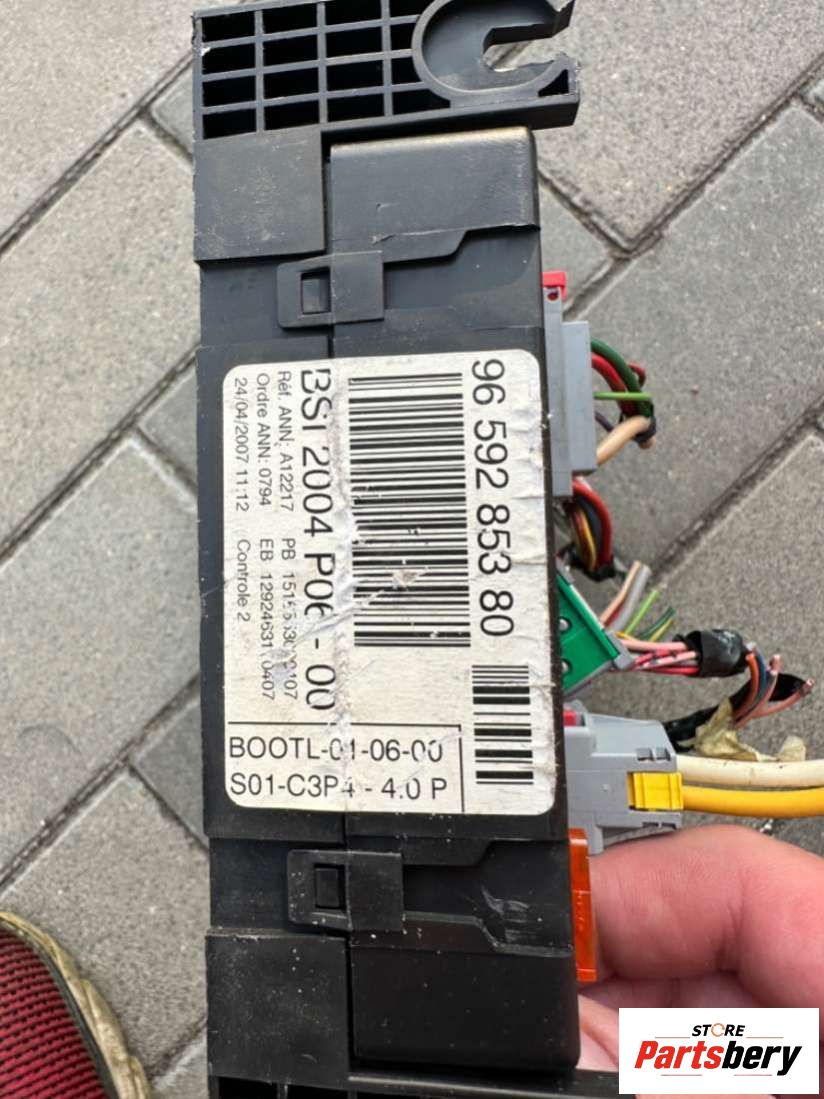 96 592 853 80
BSI 2004 P06 - 00
Réf. ANN: A12217 PB
Ordre ANN: 0794 EB 0407
24/04/2007 11:12 Controle 2
BOOTL-01-06-00
S01-C3P4 - 4.0 P
STORE
Partsbery